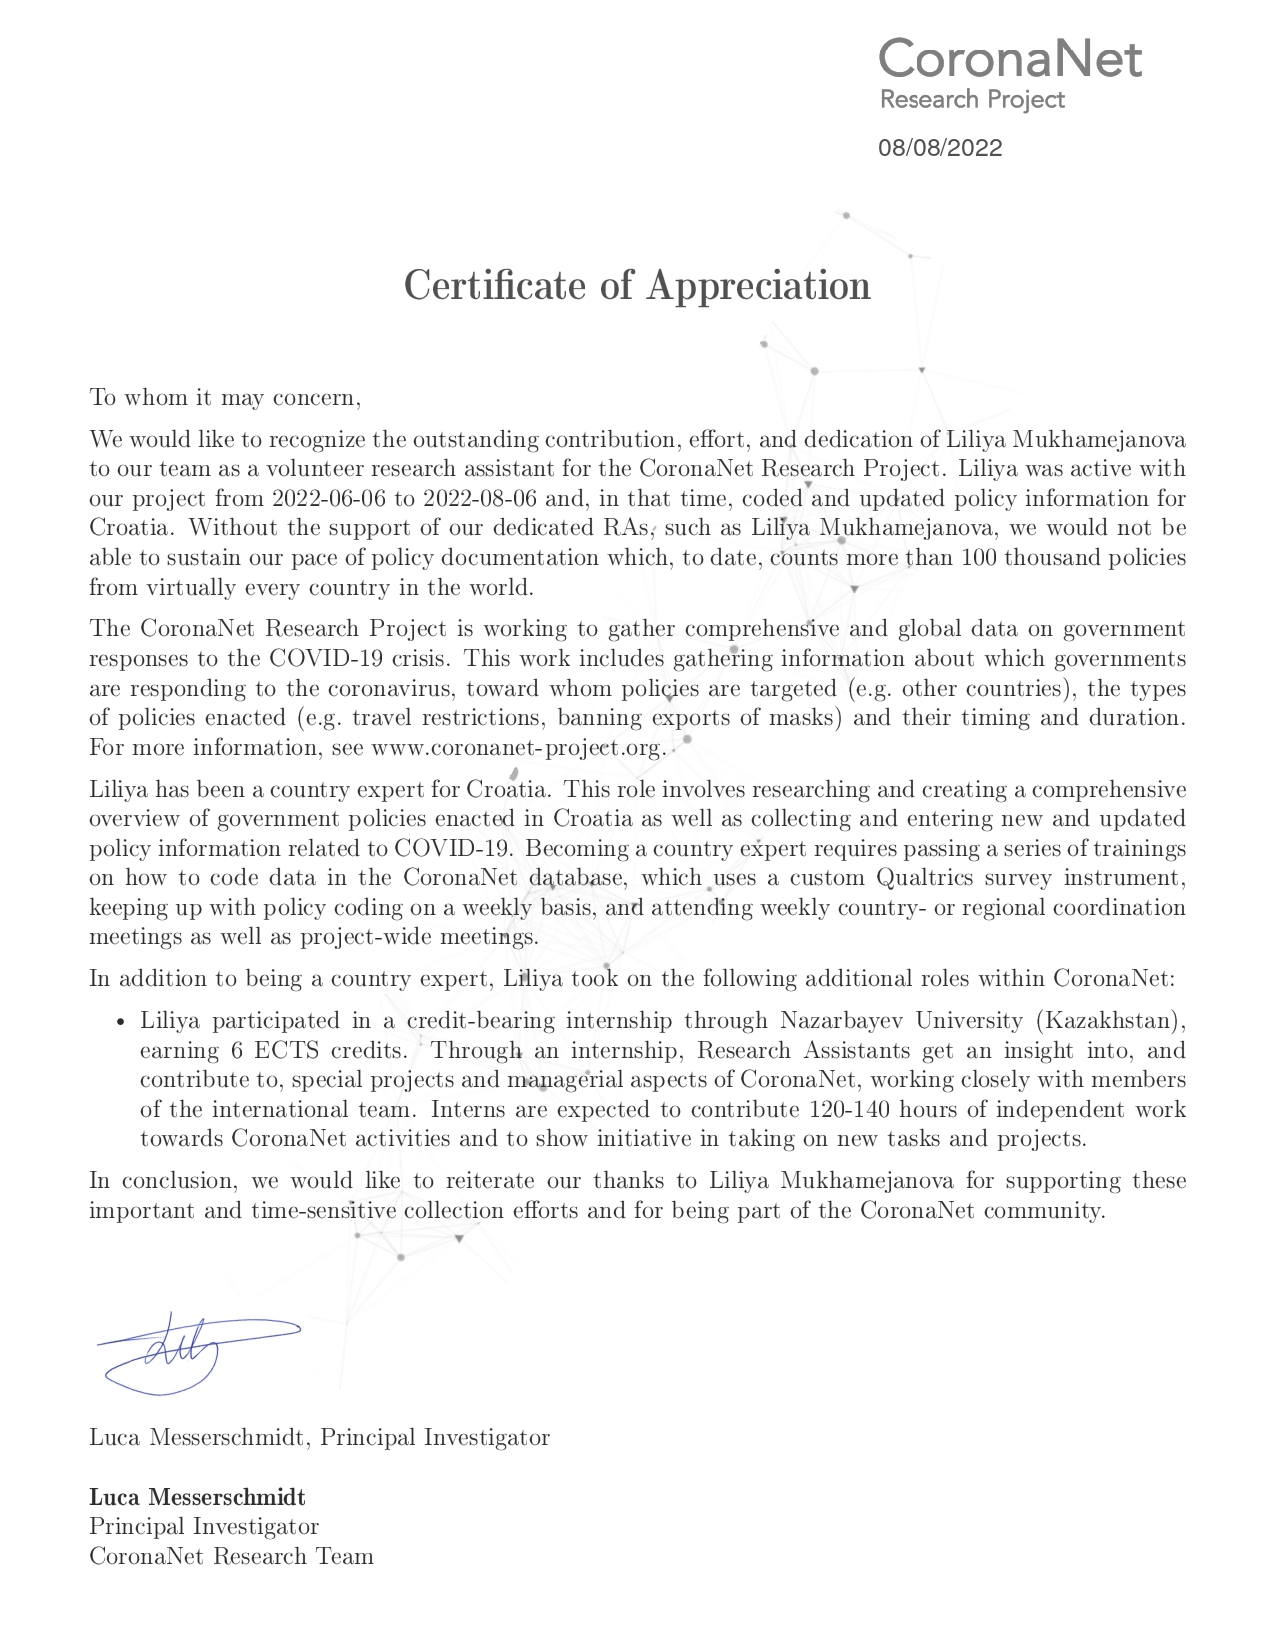 CoronaNet
Research Project
08/08/2022
Certificate of Appreciation
To whom it may concern,
We would like to recognize the outstanding contribution, effort, and dedication of Liliya Mukhamejanova
to our team as a volunteer research assistant for the CoronaNet Research Project. Liliya was active with
our project from 2022-06-06 to 2022-08-06 and, in that time, coded and updated policy information for
Croatia. Without the support of our dedicated RAs, such as Liliya Mukhamejanova, we would not be
able to sustain our pace of policy documentation which, to date, counts more than 100 thousand policies
from virtually every country in the world.
The CoronaNet Research Project is working to gather comprehensive and global data on government
responses to the COVID-19 crisis. This work includes gathering information about which governments
are responding to the coronavirus, toward whom policies are targeted (e.g. other countries), the types
of policies enacted (e.g. travel restrictions, banning exports of masks) and their timing and duration.
For more information, see www.coronanet-project.org.
Liliya has been a country expert for Croatia. This role involves researching and creating a comprehensive
overview of government policies enacted in Croatia as well as collecting and entering new and updated
policy information related to COVID-19. Becoming a country expert requires passing a series of trainings
on how to code data in the CoronaNet database, which uses a custom Qualtrics survey instrument,
keeping up with policy coding on a weekly basis, and attending weekly country- or regional coordination
meetings as well as project-wide meetings.
In addition to being a country expert, Liliya took on the following additional roles within CoronaNet:
• Liliya participated in a credit-bearing internship through Nazarbayev University (Kazakhstan),
earning 6 ECTS credits. Through an internship, Research Assistants get an insight into, and
contribute to, special projects and managerial aspects of CoronaNet, working closely with members
of the international team. Interns are expected to contribute 120-140 hours of independent work
towards CoronaNet activities and to show initiative in taking on new tasks and projects.
In conclusion, we would like to reiterate our thanks to Liliya Mukhamejanova for supporting these
important and time-sensitive collection efforts and for being part of the CoronaNet community.
Luca Messerschmidt, Principal Investigator
Luca Messerschmidt
Principal Investigator
CoronaNet Research Team